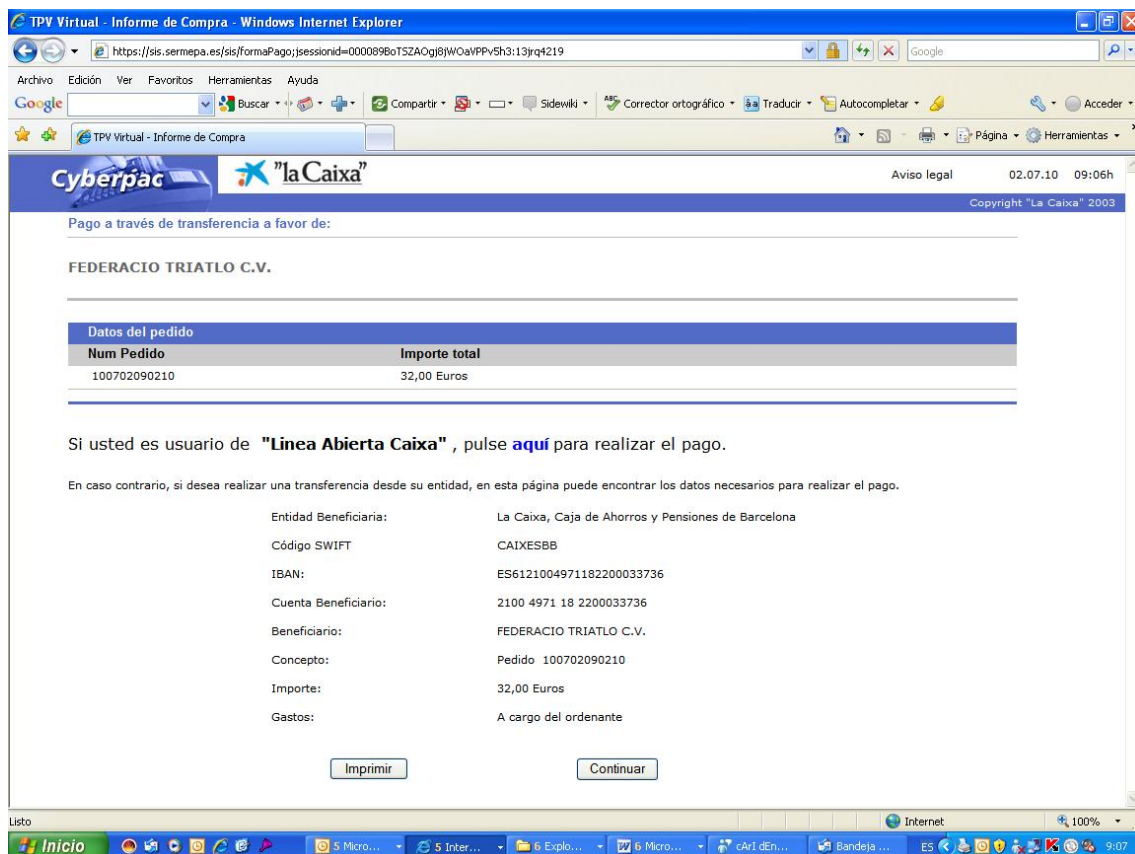 TPV Virtual - Informe de Compra - Windows Internet Explorer
https://sis.sermepa.es/sis/formaPago;jsessionid=000089BoTSZAOgj8jWOaVPPv5h3:13jrq4219
Google
Archivo Edición Ver Favoritos Herramientas Ayuda
Google Buscar Compartir Sidewiki ABC Corrector ortográfico Traducir Autocompletar Acceder
TPV Virtual - Informe de Compra Página Herramientas
Cyberpac "la Caixa" Aviso legal 02.07.10 09:06h
Copyright "La Caixa" 2003
Pago a través de transferencia a favor de:
FEDERACIO TRIATLO C.V.
Datos del pedido
Num Pedido Importe total
100702090210 32,00 Euros
Si usted es usuario de "Linea Abierta Caixa" , pulse aquí para realizar el pago.
En caso contrario, si desea realizar una transferencia desde su entidad, en esta página puede encontrar los datos necesarios para realizar el pago.
Entidad Beneficiaria: La Caixa, Caja de Ahorros y Pensiones de Barcelona
Código SWIFT CAIXESBB
IBAN: ES6121004971182200033736
Cuenta Beneficiario: 2100 4971 18 2200033736
Beneficiario: FEDERACIO TRIATLO C.V.
Concepto: Pedido 100702090210
Importe: 32,00 Euros
Gastos: A cargo del ordenante
Imprimir Continuar
Listo Internet 100%
Inicio 5 Micro... 5 Inter... 6 Explo... 6 Micro... cArI dEn... Bandeja ... ES 9:07